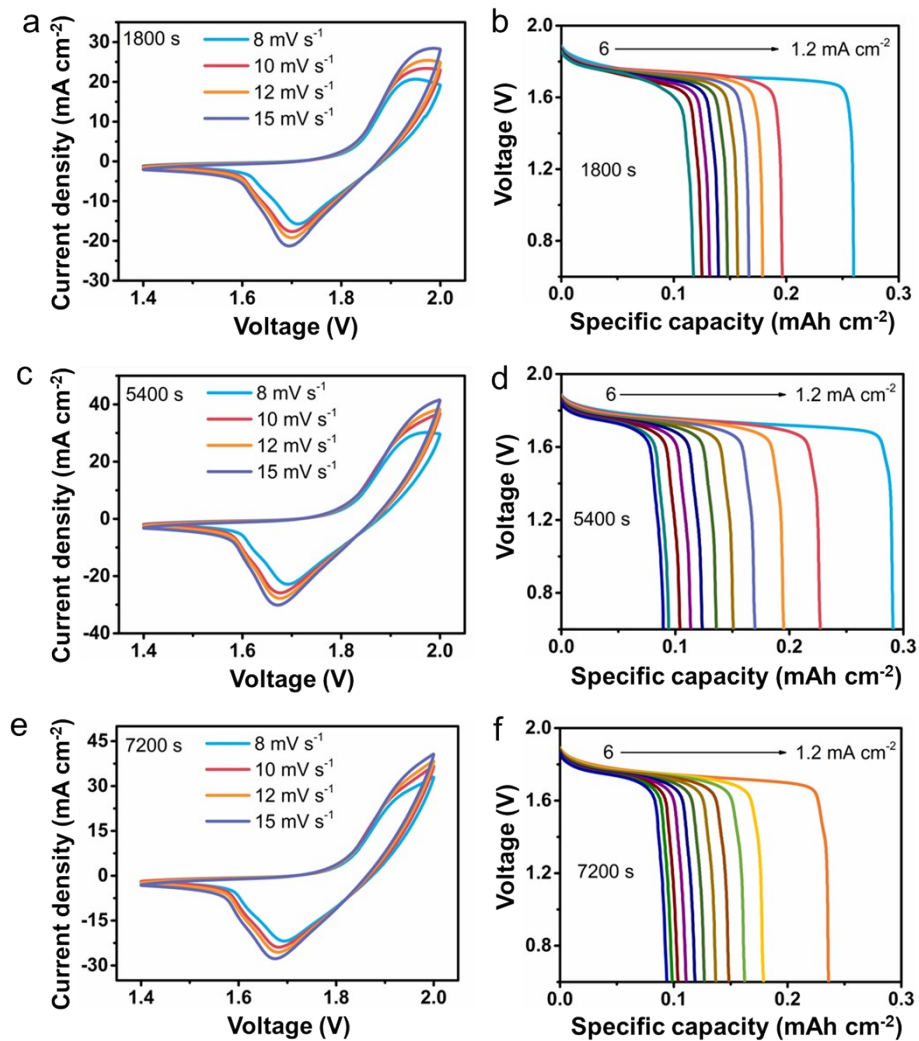 a
1800 s
8 mV s⁻¹
10 mV s⁻¹
12 mV s⁻¹
15 mV s⁻¹
Current density (mA cm⁻²)
30
20
10
0
-10
-20
-30
1.4
1.6
1.8
2.0
Voltage (V)
b
6
1.2 mA cm⁻²
1800 s
Voltage (V)
2.0
1.6
1.2
0.8
0.0
0.1
0.2
0.3
Specific capacity (mAh cm⁻²)
c
5400 s
8 mV s⁻¹
10 mV s⁻¹
12 mV s⁻¹
15 mV s⁻¹
Current density (mA cm⁻²)
40
20
0
-20
-40
1.4
1.6
1.8
2.0
Voltage (V)
d
6
1.2 mA cm⁻²
5400 s
Voltage (V)
2.0
1.6
1.2
0.8
0.0
0.1
0.2
0.3
Specific capacity (mAh cm⁻²)
e
7200 s
8 mV s⁻¹
10 mV s⁻¹
12 mV s⁻¹
15 mV s⁻¹
Current density (mA cm⁻²)
45
30
15
0
-15
-30
1.4
1.6
1.8
2.0
Voltage (V)
f
6
1.2 mA cm⁻²
7200 s
Voltage (V)
2.0
1.6
1.2
0.8
0.0
0.1
0.2
0.3
Specific capacity (mAh cm⁻²)